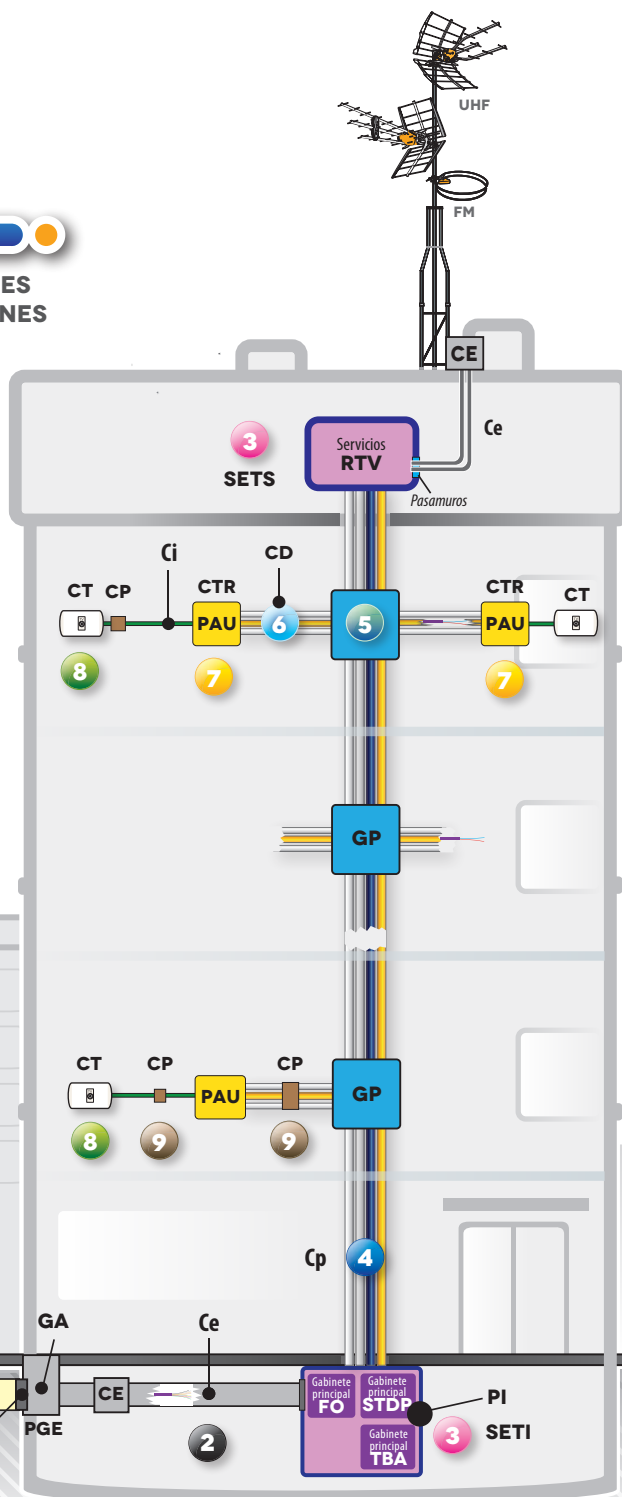 UHF
FM
ES
NES
CE
Ce
3
SETS
Servicios
RTV
Pasamuros
Ci
CD
CT
CP
CTR
CTR
CT
PAU
6
5
PAU
8
7
7
GP
CT
CP
CP
PAU
GP
8
9
9
Cp
4
GA
Ce
CE
PGE
2
Gabinete
principal
FO
Gabinete
principal
STDP
Gabinete
principal
TBA
PI
3
SETI